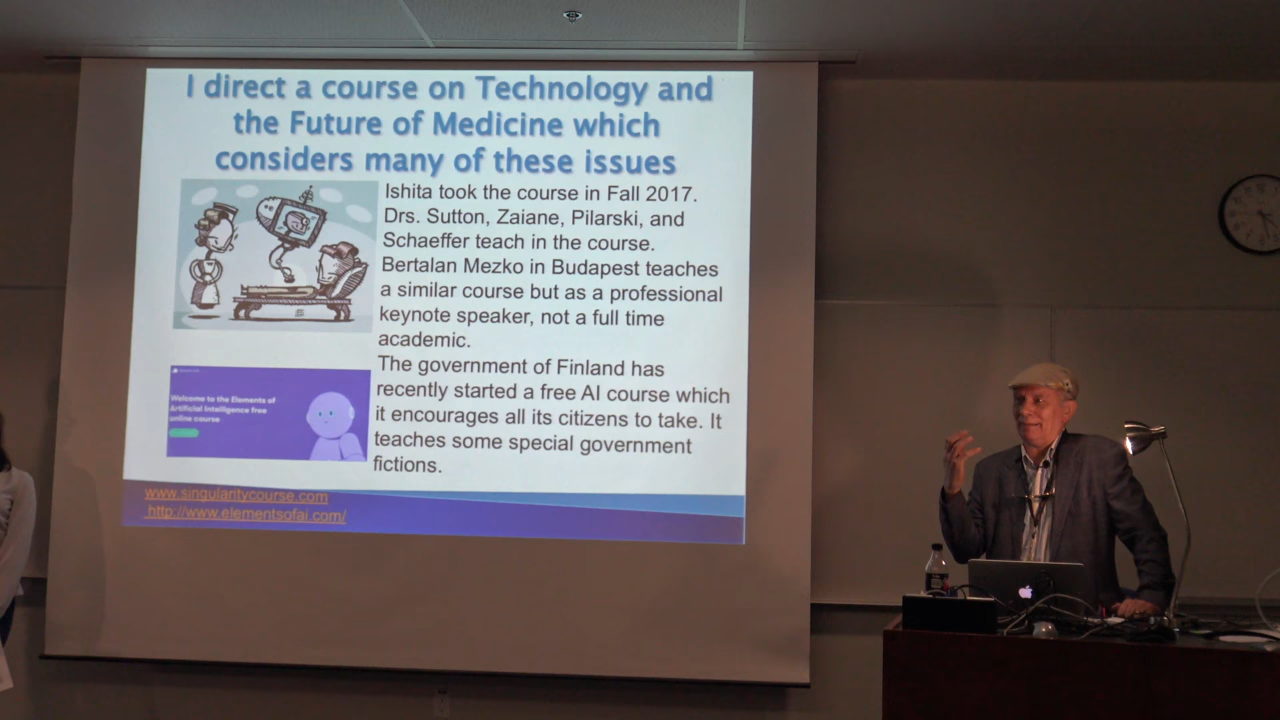 I direct a course on Technology and
the Future of Medicine which
considers many of these issues
Ishita took the course in Fall 2017.
Drs. Sutton, Zaiane, Pilarski, and
Schaeffer teach in the course.
Bertalan Mezko in Budapest teaches
a similar course but as a professional
keynote speaker, not a full time
academic.
The government of Finland has
recently started a free AI course which
it encourages all its citizens to take. It
teaches some special government
fictions.
Welcome to the Elements of
Artificial Intelligence free
online course
www.singularitycourse.com
http://www.elementsofai.com/